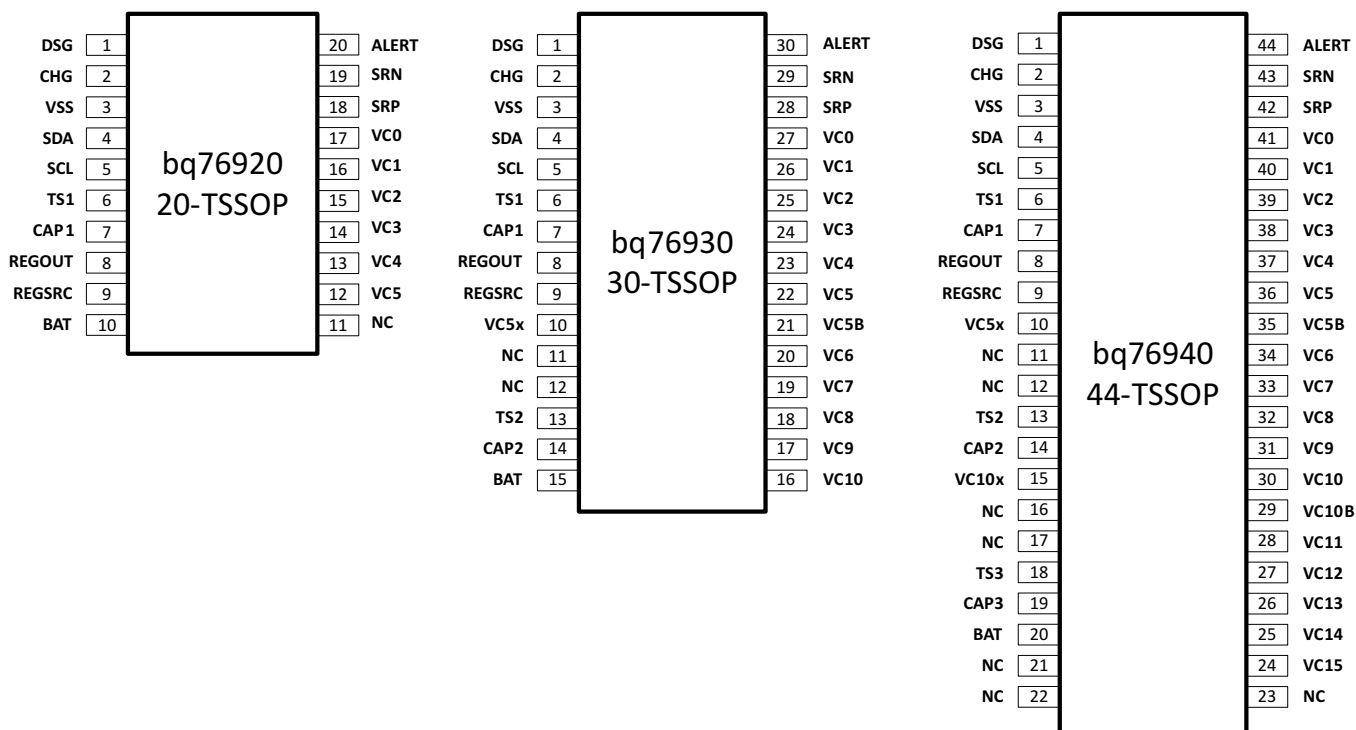 DSG 1 20 ALERT
CHG 2 19 SRN
VSS 3 18 SRP
SDA 4 17 VC0
SCL 5 16 VC1
TS1 6 15 VC2
CAP1 7 14 VC3
REGOUT 8 13 VC4
REGSRC 9 12 VC5
BAT 10 11 NC
bq76920
20-TSSOP
DSG 1 30 ALERT
CHG 2 29 SRN
VSS 3 28 SRP
SDA 4 27 VC0
SCL 5 26 VC1
TS1 6 25 VC2
CAP1 7 24 VC3
REGOUT 8 23 VC4
REGSRC 9 22 VC5
VC5x 10 21 VC5B
NC 11 20 VC6
NC 12 19 VC7
TS2 13 18 VC8
CAP2 14 17 VC9
BAT 15 16 VC10
bq76930
30-TSSOP
DSG 1 44 ALERT
CHG 2 43 SRN
VSS 3 42 SRP
SDA 4 41 VC0
SCL 5 40 VC1
TS1 6 39 VC2
CAP1 7 38 VC3
REGOUT 8 37 VC4
REGSRC 9 36 VC5
VC5x 10 35 VC5B
NC 11 34 VC6
NC 12 33 VC7
TS2 13 32 VC8
CAP2 14 31 VC9
VC10x 15 30 VC10
NC 16 29 VC10B
NC 17 28 VC11
TS3 18 27 VC12
CAP3 19 26 VC13
BAT 20 25 VC14
NC 21 24 VC15
NC 22 23 NC
bq76940
44-TSSOP